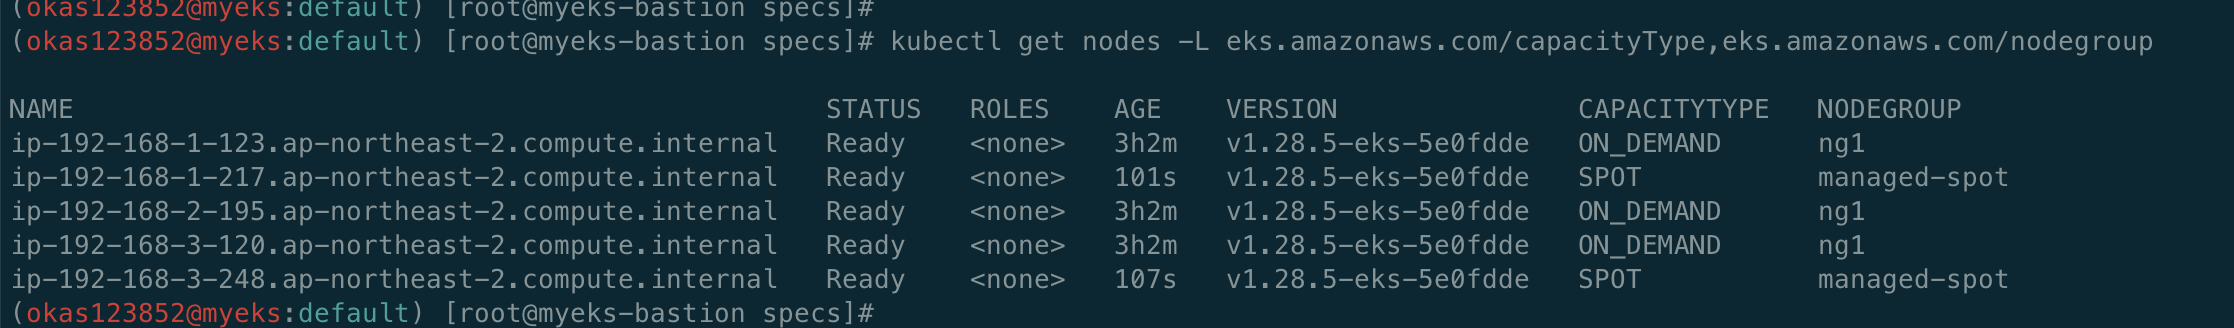 (okas123852@myeks:default) [root@myeks-bastion specs]#
(okas123852@myeks:default) [root@myeks-bastion specs]# kubectl get nodes -L eks.amazonaws.com/capacityType,eks.amazonaws.com/nodegroup
NAME STATUS ROLES AGE VERSION CAPACITYTYPE NODEGROUP
ip-192-168-1-123.ap-northeast-2.compute.internal Ready <none> 3h2m v1.28.5-eks-5e0fdde ON_DEMAND ng1
ip-192-168-1-217.ap-northeast-2.compute.internal Ready <none> 101s v1.28.5-eks-5e0fdde SPOT managed-spot
ip-192-168-2-195.ap-northeast-2.compute.internal Ready <none> 3h2m v1.28.5-eks-5e0fdde ON_DEMAND ng1
ip-192-168-3-120.ap-northeast-2.compute.internal Ready <none> 3h2m v1.28.5-eks-5e0fdde ON_DEMAND ng1
ip-192-168-3-248.ap-northeast-2.compute.internal Ready <none> 107s v1.28.5-eks-5e0fdde SPOT managed-spot
(okas123852@myeks:default) [root@myeks-bastion specs]#